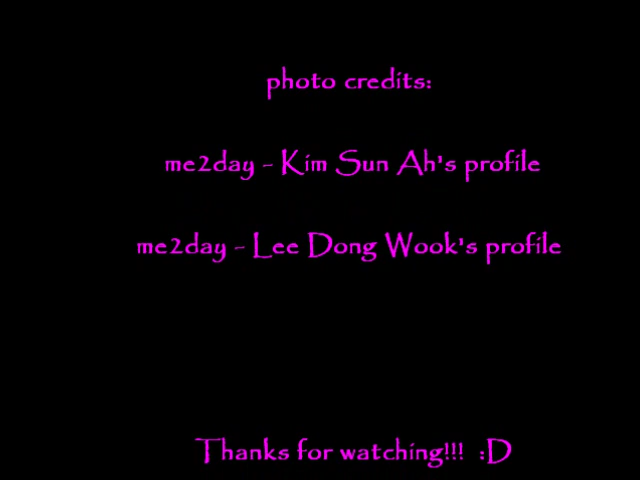 photo credits:
me2day - Kim Sun Ah's profile
me2day - Lee Dong Wook's profile
Thanks for watching!!! :D